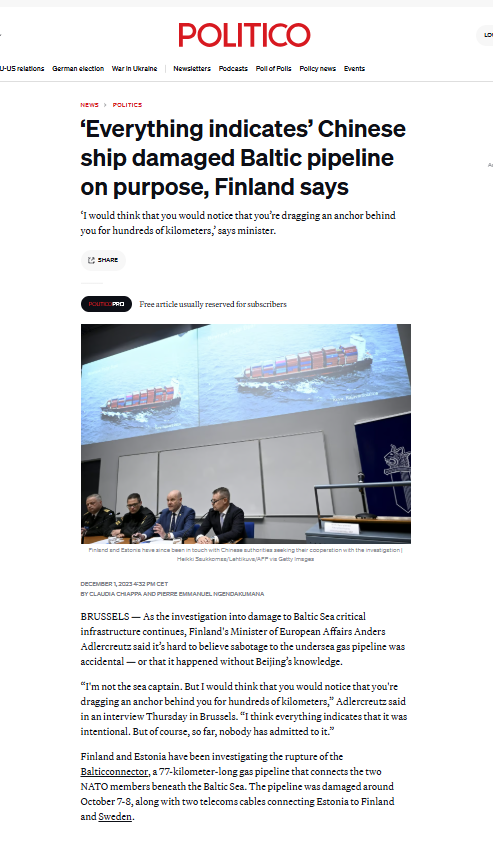 POLITICO
U-US relations German election War in Ukraine Newsletters Podcasts Poll of Polls Policy news Events
NEWS › POLITICS
‘Everything indicates’ Chinese
ship damaged Baltic pipeline
on purpose, Finland says
‘I would think that you would notice that you’re dragging an anchor behind
you for hundreds of kilometers,’ says minister.
SHARE
POLITICO PRO Free article usually reserved for subscribers
Finland and Estonia have since been in touch with Chinese authorities seeking their cooperation with the investigation |
Heikki Saukkomaa/Lehtikuva/AFP via Getty Images
DECEMBER 1, 2023 4:32 PM CET
BY CLAUDIA CHIAPPA AND PIERRE EMMANUEL NGENDAKUMANA
BRUSSELS — As the investigation into damage to Baltic Sea critical
infrastructure continues, Finland's Minister of European Affairs Anders
Adlercreutz said it’s hard to believe sabotage to the undersea gas pipeline was
accidental — or that it happened without Beijing’s knowledge.
“I'm not the sea captain. But I would think that you would notice that you're
dragging an anchor behind you for hundreds of kilometers,” Adlercreutz said
in an interview Thursday in Brussels. “I think everything indicates that it was
intentional. But of course, so far, nobody has admitted to it.”
Finland and Estonia have been investigating the rupture of the
Balticconnector, a 77-kilometer-long gas pipeline that connects the two
NATO members beneath the Baltic Sea. The pipeline was damaged around
October 7-8, along with two telecoms cables connecting Estonia to Finland
and Sweden.